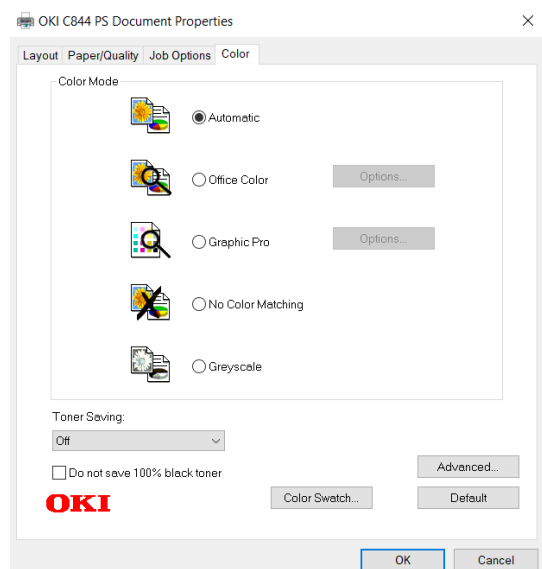 OKI C844 PS Document Properties
Layout Paper/Quality Job Options Color
Color Mode
Automatic
Office Color Options...
Graphic Pro Options...
No Color Matching
Greyscale
Toner Saving:
Off
Do not save 100% black toner
Advanced...
OKI Color Swatch... Default
OK Cancel